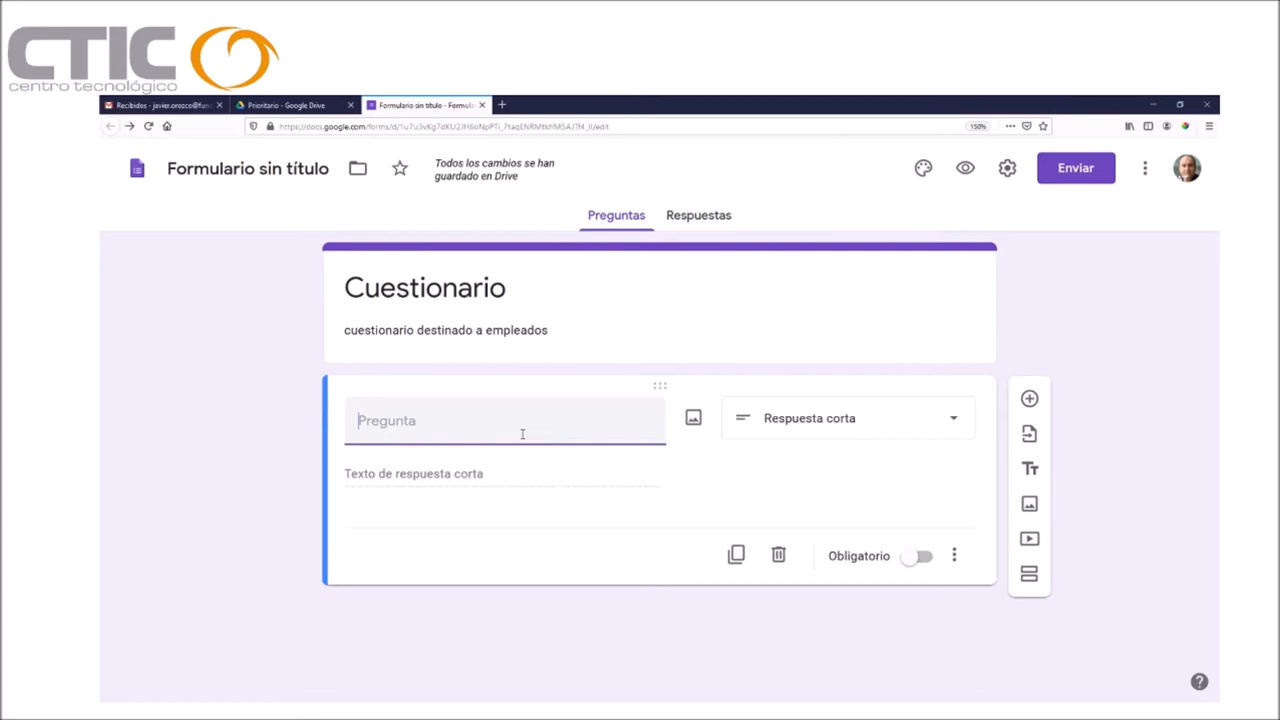 CTIC
centro tecnológico
Recibidos - javier.orozco@func
Prioritario - Google Drive
Formulario sin título - Formula
150%
Formulario sin título
Todos los cambios se han
guardado en Drive
Enviar
Preguntas
Respuestas
Cuestionario
cuestionario destinado a empleados
Pregunta
Respuesta corta
Texto de respuesta corta
Obligatorio